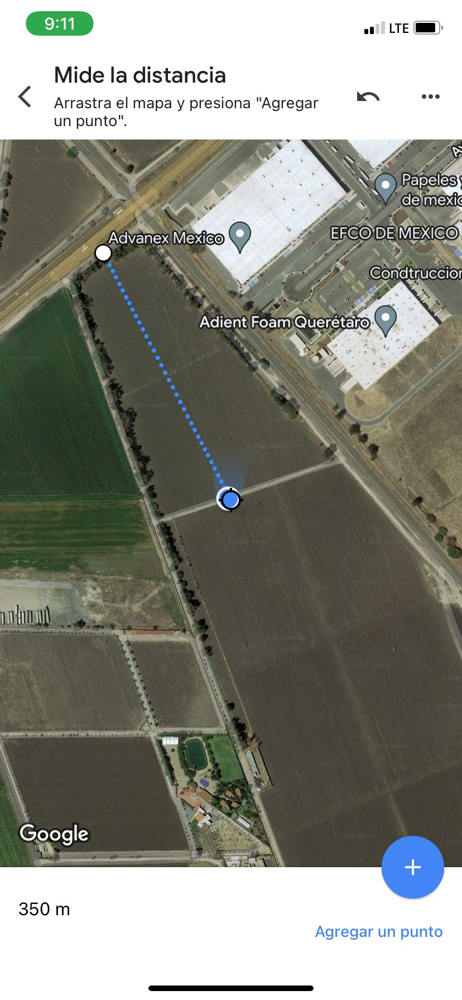 9:11
LTE
Mide la distancia
Arrastra el mapa y presiona "Agregar
un punto".
Papeles y
de mexic
Advanex Mexico
EFCO DE MEXICO
Condtruccion
Adient Foam Querétaro
Google
350 m
Agregar un punto